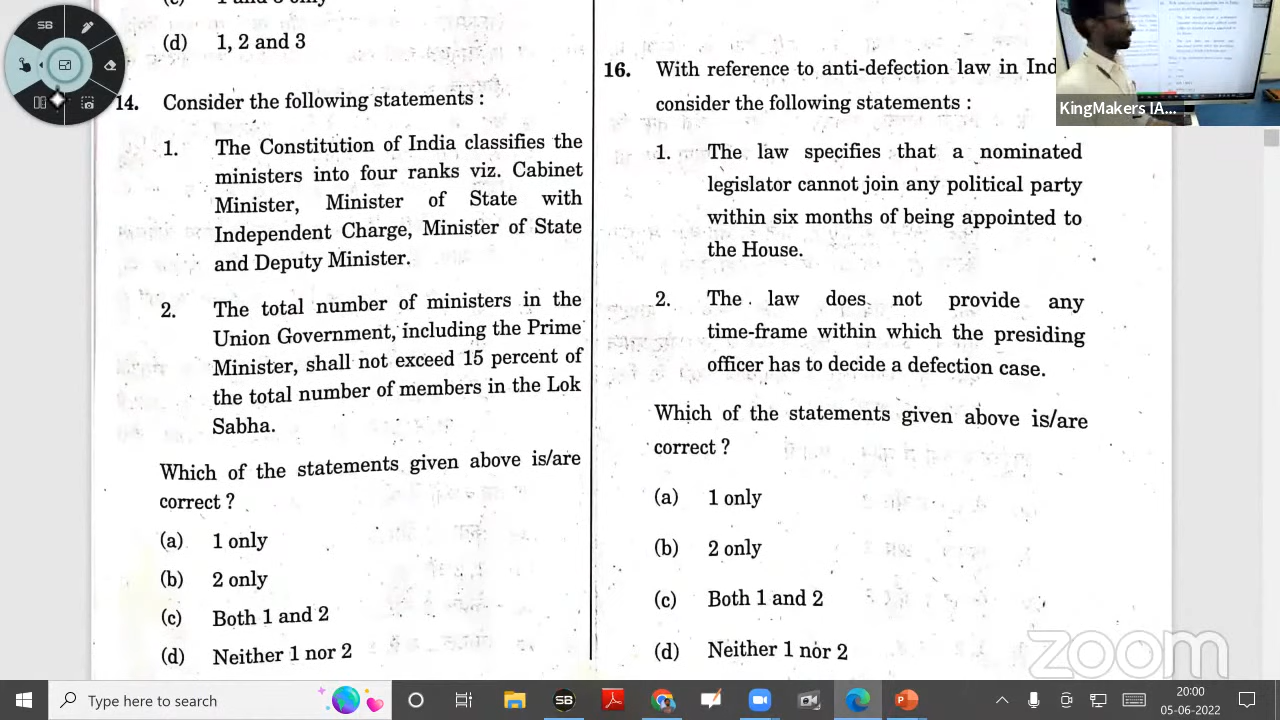 SB
(c) 1 and 3 only
(d) 1, 2 and 3
14. Consider the following statements :
1. The Constitution of India classifies the
ministers into four ranks viz. Cabinet
Minister, Minister of State with
Independent Charge, Minister of State
and Deputy Minister.
2. The total number of ministers in the
Union Government, including the Prime
Minister, shall not exceed 15 percent of
the total number of members in the Lok
Sabha.
Which of the statements given above is/are
correct ?
(a) 1 only
(b) 2 only
(c) Both 1 and 2
(d) Neither 1 nor 2
16. With reference to anti-defection law in Ind
consider the following statements :
1. The law specifies that a nominated
legislator cannot join any political party
within six months of being appointed to
the House.
2. The law does not provide any
time-frame within which the presiding
officer has to decide a defection case.
Which of the statements given above is/are
correct ?
(a) 1 only
(b) 2 only
(c) Both 1 and 2
(d) Neither 1 nor 2
KingMakers IA...
zoom
Type here to search
SB
20:00
05-06-2022